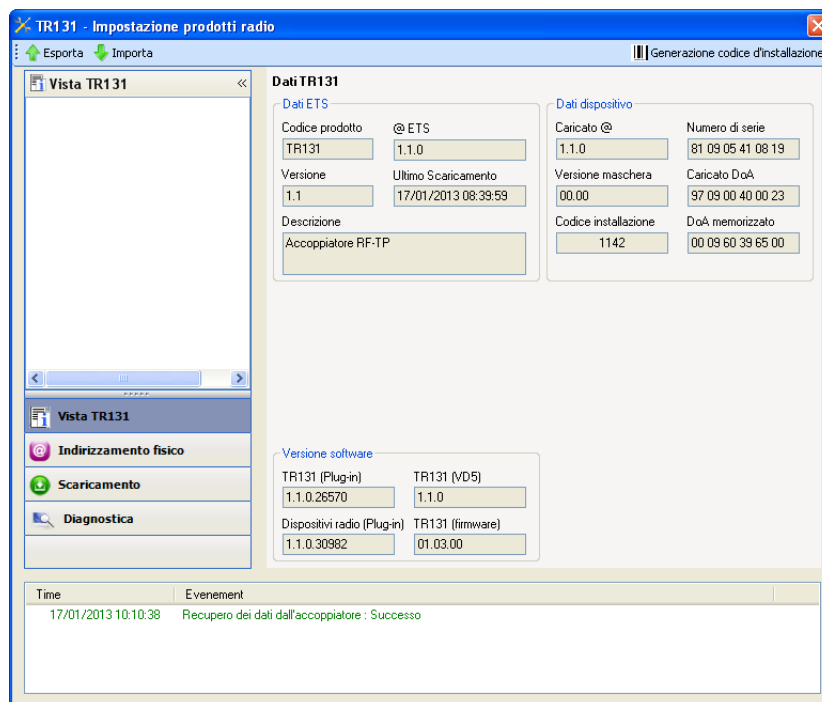 TR131 - Impostazione prodotti radio
Esporta Importa Generazione codice d'installazione
Vista TR131 «
Dati TR131
Dati ETS
Codice prodotto @ ETS
TR131 1.1.0
Versione Ultimo Scaricamento
1.1 17/01/2013 08:39:59
Descrizione
Accoppiatore RF-TP
Dati dispositivo
Caricato @ Numero di serie
1.1.0 81 09 05 41 08 19
Versione maschera Caricato DoA
00.00 97 09 00 40 00 23
Codice installazione DoA memorizzato
1142 00 09 60 39 65 00
Vista TR131
Indirizzamento fisico
Scaricamento
Diagnostica
Versione software
TR131 (Plug-in) TR131 (VD5)
1.1.0.26570 1.1.0
Dispositivi radio (Plug-in) TR131 (firmware)
1.1.0.30982 01.03.00
Time Evenement
17/01/2013 10:10:38 Recupero dei dati dall'accoppiatore : Successo